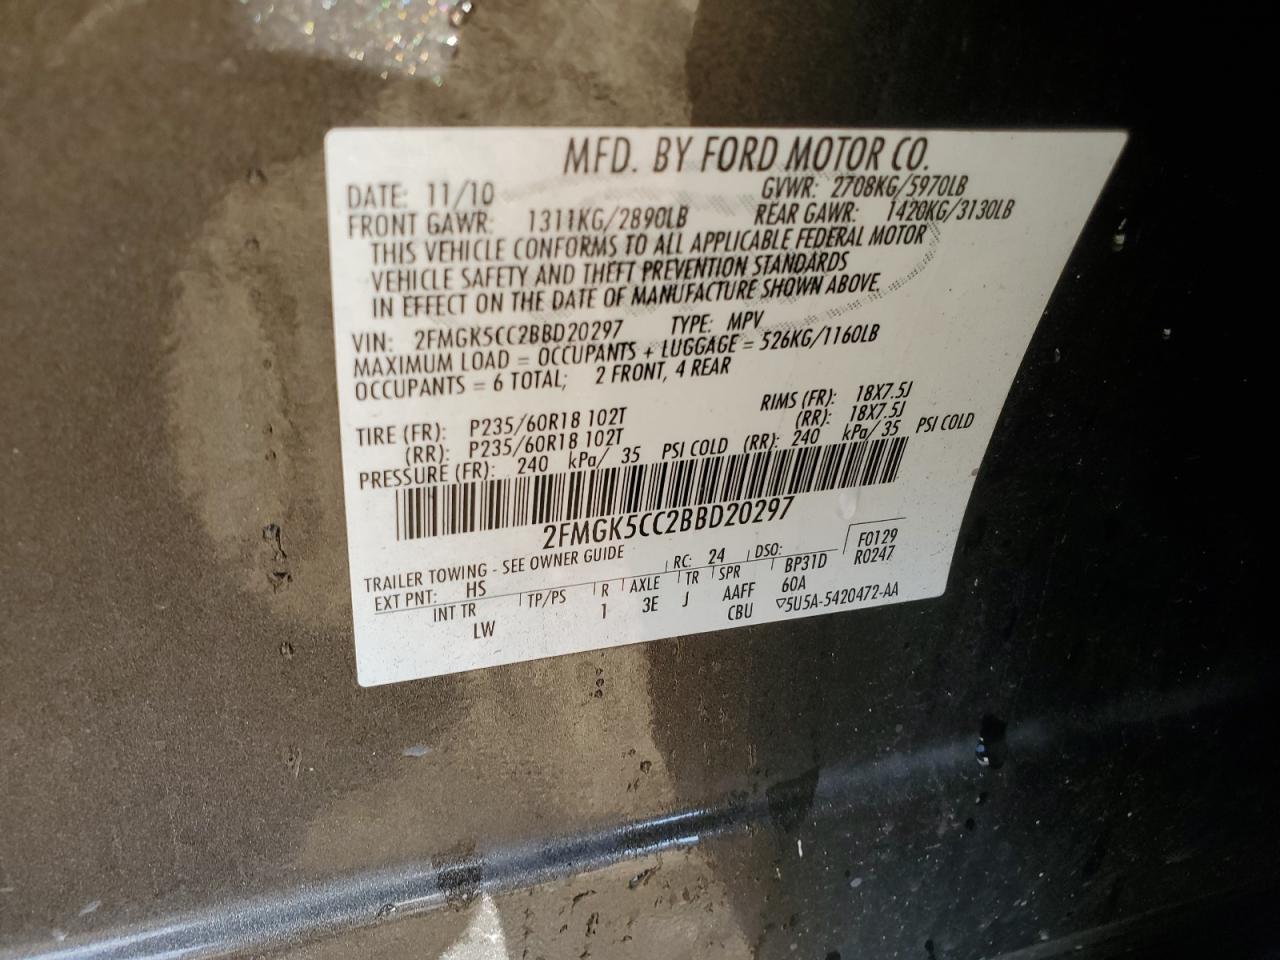 MFD. BY FORD MOTOR CO.
DATE: 11/10 GVWR: 2708KG/5970LB
FRONT GAWR: 1311KG/2890LB REAR GAWR: 1420KG/3130LB
THIS VEHICLE CONFORMS TO ALL APPLICABLE FEDERAL MOTOR
VEHICLE SAFETY AND THEFT PREVENTION STANDARDS
IN EFFECT ON THE DATE OF MANUFACTURE SHOWN ABOVE.
VIN: 2FMGK5CC2BBD20297 TYPE: MPV
MAXIMUM LOAD = OCCUPANTS + LUGGAGE = 526KG/1160LB
OCCUPANTS = 6 TOTAL; 2 FRONT, 4 REAR
TIRE (FR): P235/60R18 102T RIMS (FR): 18X7.5J
(RR): P235/60R18 102T (RR): 18X7.5J
PRESSURE (FR): 240 kPa/ 35 PSI COLD (RR): 240 kPa/ 35 PSI COLD
2FMGK5CC2BBD20297
TRAILER TOWING - SEE OWNER GUIDE RC: 24 DSO: F0129
EXT PNT: HS BP31D R0247
INT TR TP/PS R AXLE TR SPR 60A
LW 1 3E J AAFF
CBU ▽5U5A-5420472-AA